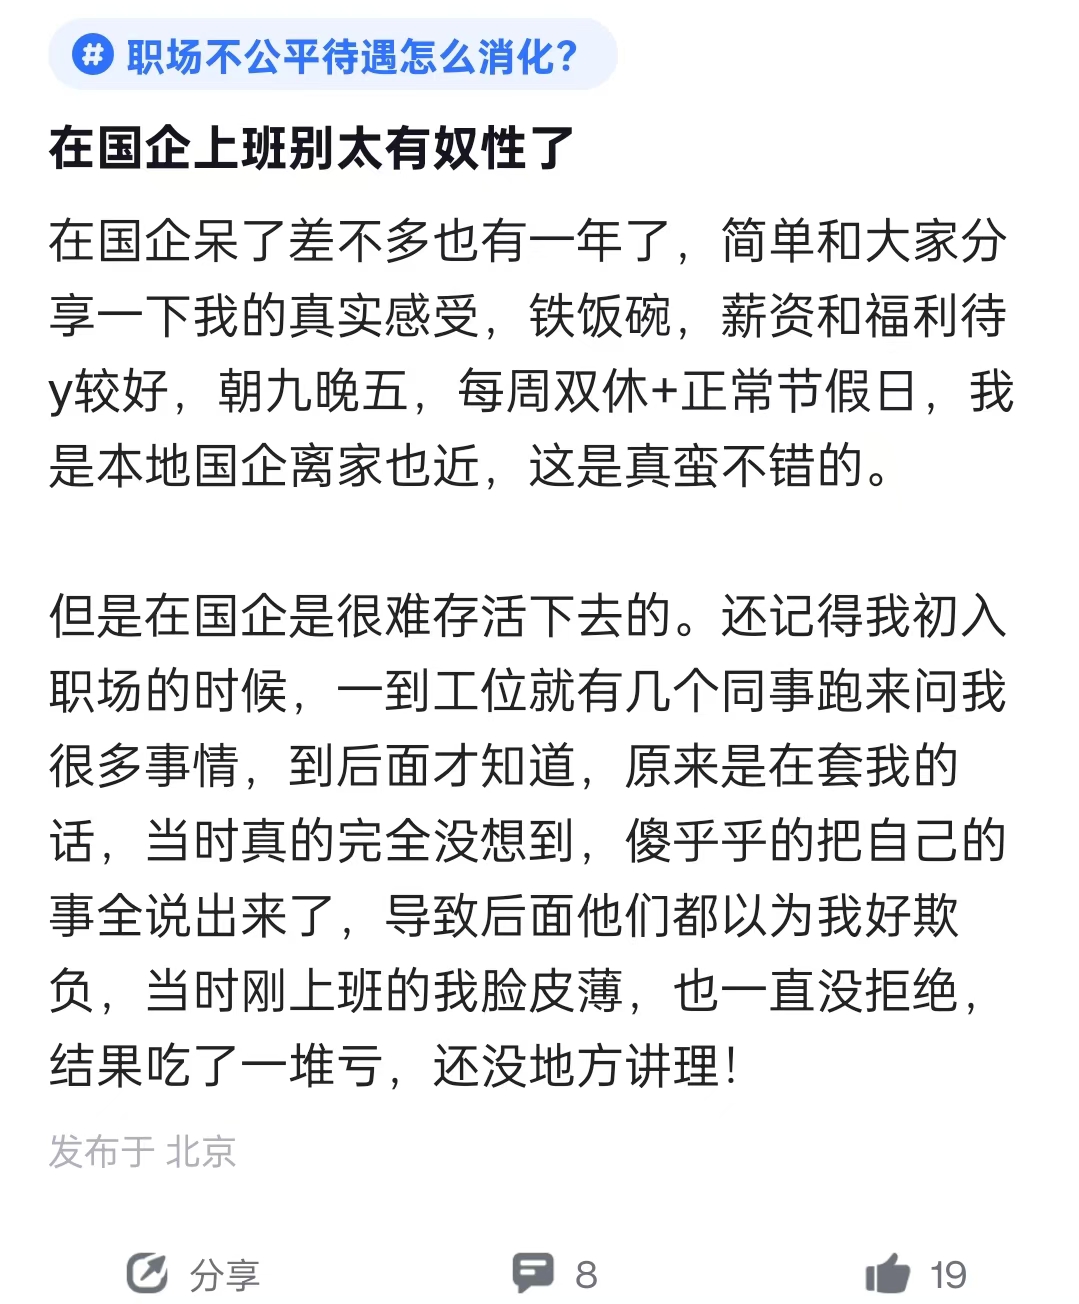 # 职场不公平待遇怎么消化？
在国企上班别太有奴性了
在国企呆了差不多也有一年了，简单和大家分
享一下我的真实感受，铁饭碗，薪资和福利待
y较好，朝九晚五，每周双休+正常节假日，我
是本地国企离家也近，这是真蛮不错的。
但是在国企是很难存活下去的。还记得我初入
职场的时候，一到工位就有几个同事跑来问我
很多事情，到后面才知道，原来是在套我的
话，当时真的完全没想到，傻乎乎的把自己的
事全说出来了，导致后面他们都以为我好欺
负，当时刚上班的我脸皮薄，也一直没拒绝，
结果吃了一堆亏，还没地方讲理！
发布于 北京
分享 8 19